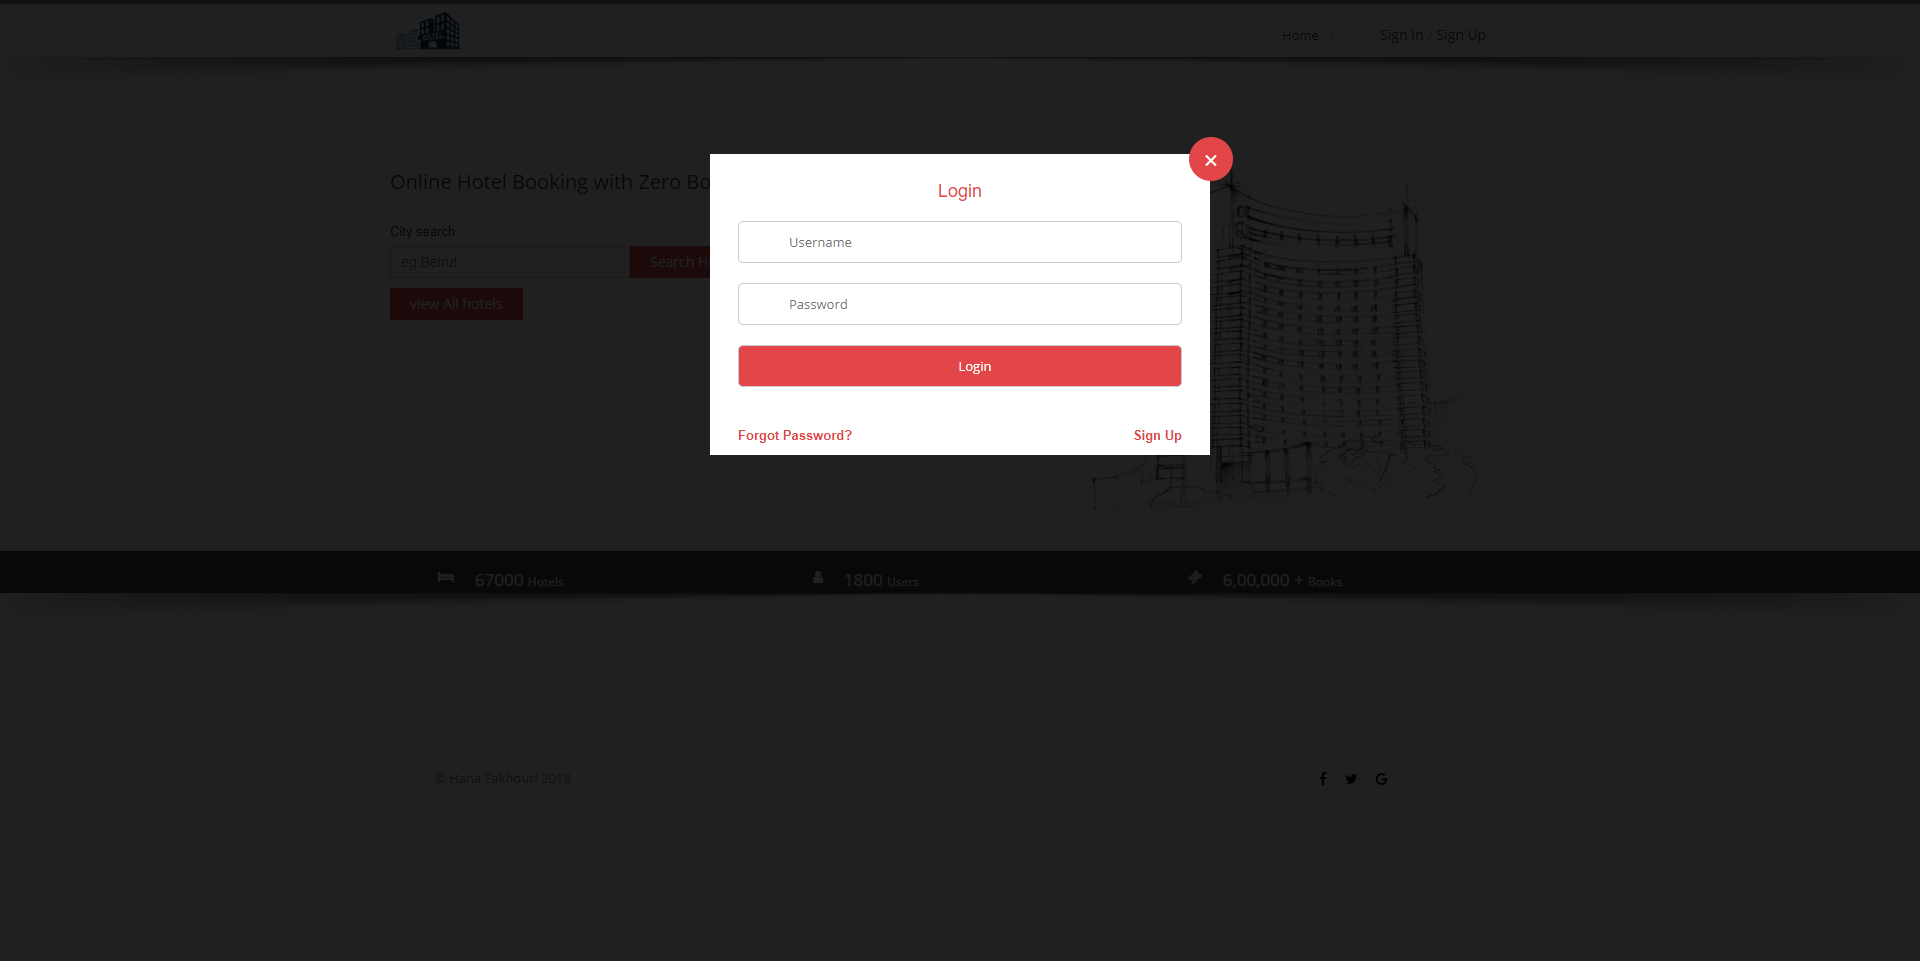 Home | Sign In / Sign Up
Online Hotel Booking with Zero Bo
City search
eg:Beirut
Search H
view All hotels
Login
Username
Password
Login
Forgot Password?
Sign Up
67000 Hotels
1800 Users
6,00,000 + Books
© Hana Fakhouri 2018